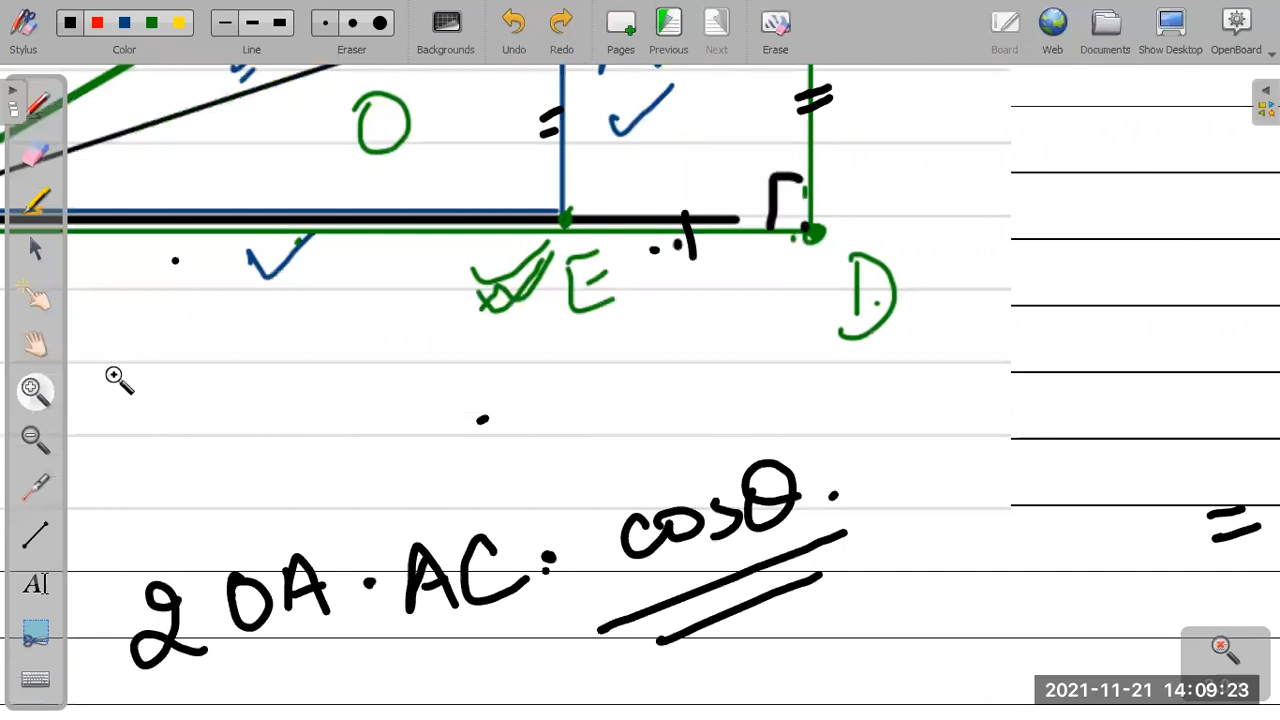 Stylus Color Line Eraser Backgrounds Undo Redo Pages Previous Next Erase Board Web Documents Show Desktop OpenBoard
O
E
D
2 OA · AC · cosθ .
=
2021-11-21 14:09:23